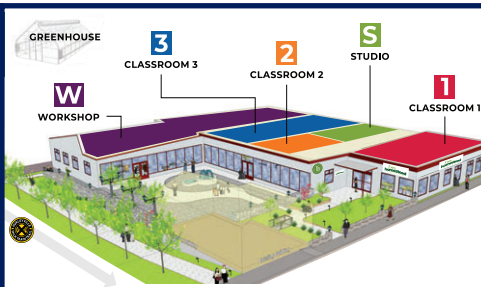 GREENHOUSE
3
CLASSROOM 3
S
STUDIO
2
CLASSROOM 2
W
WORKSHOP
1
CLASSROOM 1